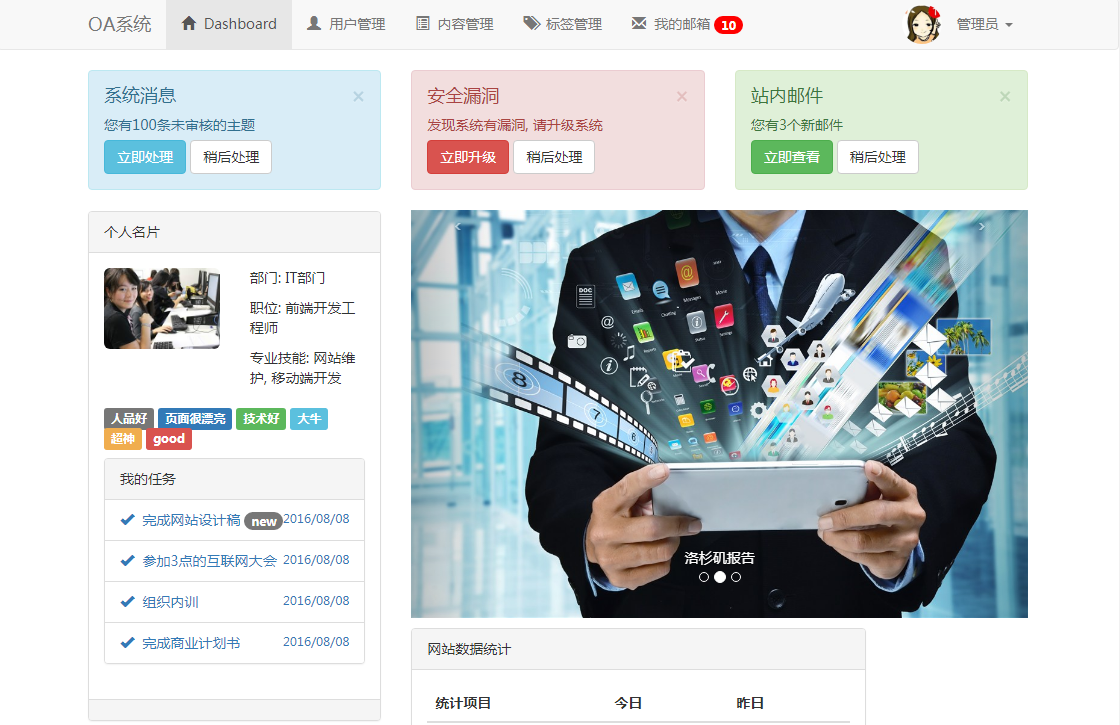 OA系统 Dashboard 用户管理 内容管理 标签管理 我的邮箱 10 管理员
系统消息 ×
您有100条未审核的主题
立即处理 稍后处理
安全漏洞 ×
发现系统有漏洞, 请升级系统
立即升级 稍后处理
站内邮件 ×
您有3个新邮件
立即查看 稍后处理
个人名片
部门: IT部门
职位: 前端开发工
程师
专业技能: 网站维
护, 移动端开发
人品好 页面很漂亮 技术好 大牛
超神 good
我的任务
完成网站设计稿 new 2016/08/08
参加3点的互联网大会 2016/08/08
组织内训 2016/08/08
完成商业计划书 2016/08/08
DOC
@
8
7
6
洛杉矶报告
网站数据统计
统计项目 今日 昨日